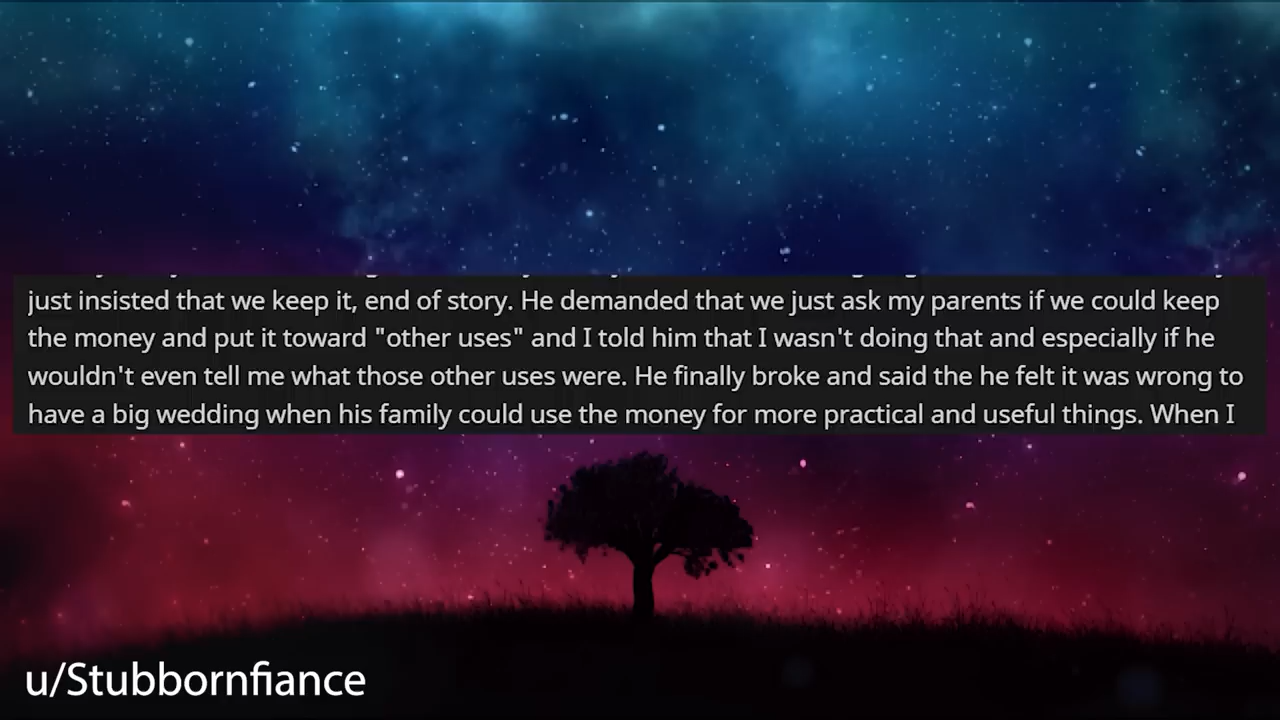 just insisted that we keep it, end of story. He demanded that we just ask my parents if we could keep
the money and put it toward "other uses" and I told him that I wasn't doing that and especially if he
wouldn't even tell me what those other uses were. He finally broke and said the he felt it was wrong to
have a big wedding when his family could use the money for more practical and useful things. When I
u/Stubbornfiance